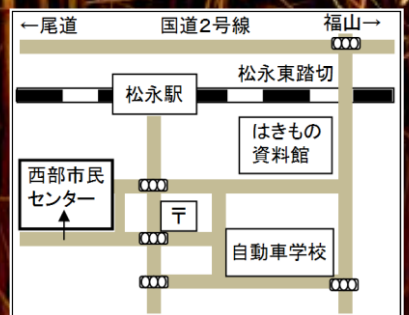 ←尾道
国道2号線
福山→
松永東踏切
松永駅
はきもの
資料館
西部市民
センター
〒
自動車学校